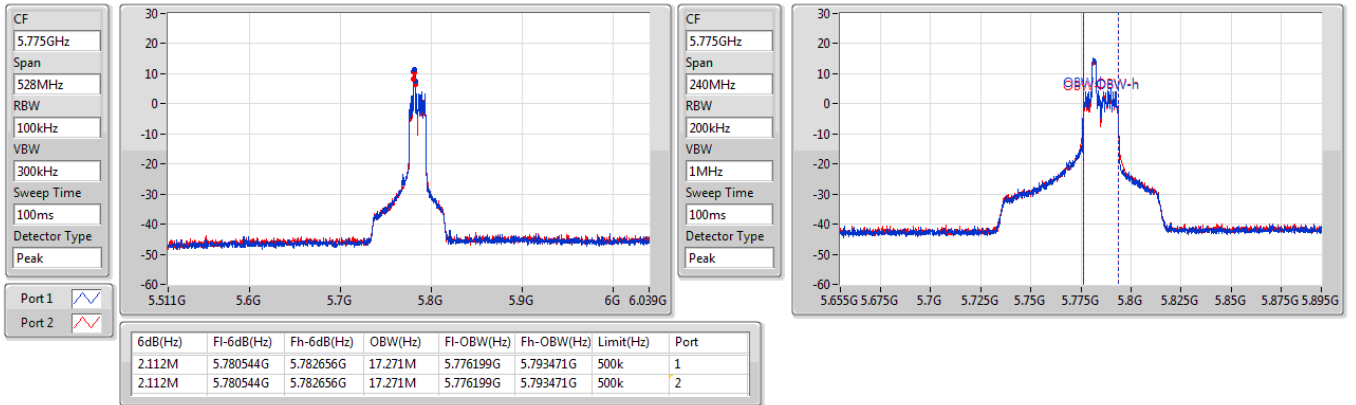 CF
5.775GHz
Span
528MHz
RBW
100kHz
VBW
300kHz
Sweep Time
100ms
Detector Type
Peak
Port 1
Port 2
30
20
10
0
-10
-20
-30
-40
-50
-60
5.511G 5.6G 5.7G 5.8G 5.9G 6G 6.039G
CF
5.775GHz
Span
240MHz
RBW
200kHz
VBW
1MHz
Sweep Time
100ms
Detector Type
Peak
30
20
10
0
-10
-20
-30
-40
-50
-60
OBW-h
5.655G 5.675G 5.7G 5.725G 5.75G 5.775G 5.8G 5.825G 5.85G 5.875G 5.895G
6dB(Hz) Fl-6dB(Hz) Fh-6dB(Hz) OBW(Hz) Fl-OBW(Hz) Fh-OBW(Hz) Limit(Hz) Port
2.112M 5.780544G 5.782656G 17.271M 5.776199G 5.793471G 500k 1
2.112M 5.780544G 5.782656G 17.271M 5.776199G 5.793471G 500k 2